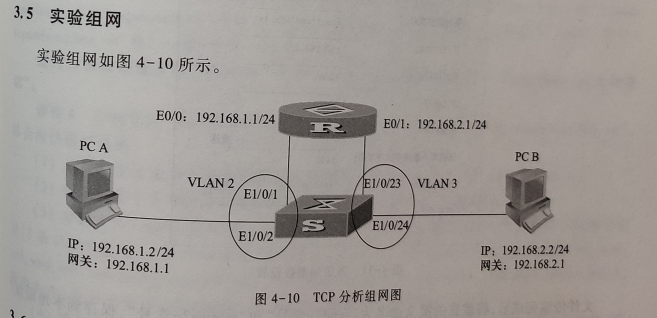 3.5 实验组网
实验组网如图 4-10 所示。
E0/0: 192.168.1.1/24
R
E0/1: 192.168.2.1/24
PC A
PC B
VLAN 2
E1/0/1
E1/0/23
VLAN 3
S
E1/0/2
E1/0/24
IP: 192.168.1.2/24
网关: 192.168.1.1
IP: 192.168.2.2/24
网关: 192.168.2.1
图 4-10 TCP 分析组网图